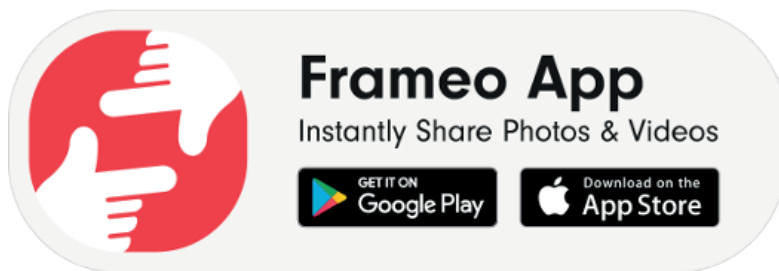 Frameo App
Instantly Share Photos & Videos
GET IT ON
Google Play
Download on the
App Store